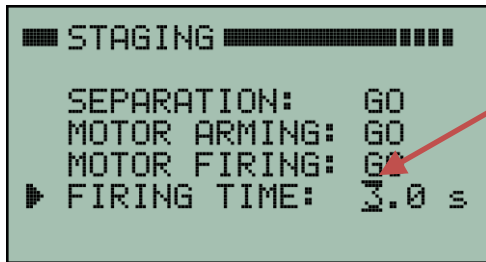 STAGING
SEPARATION: GO
MOTOR ARMING: GO
MOTOR FIRING: GO
FIRING TIME: 3.0 s